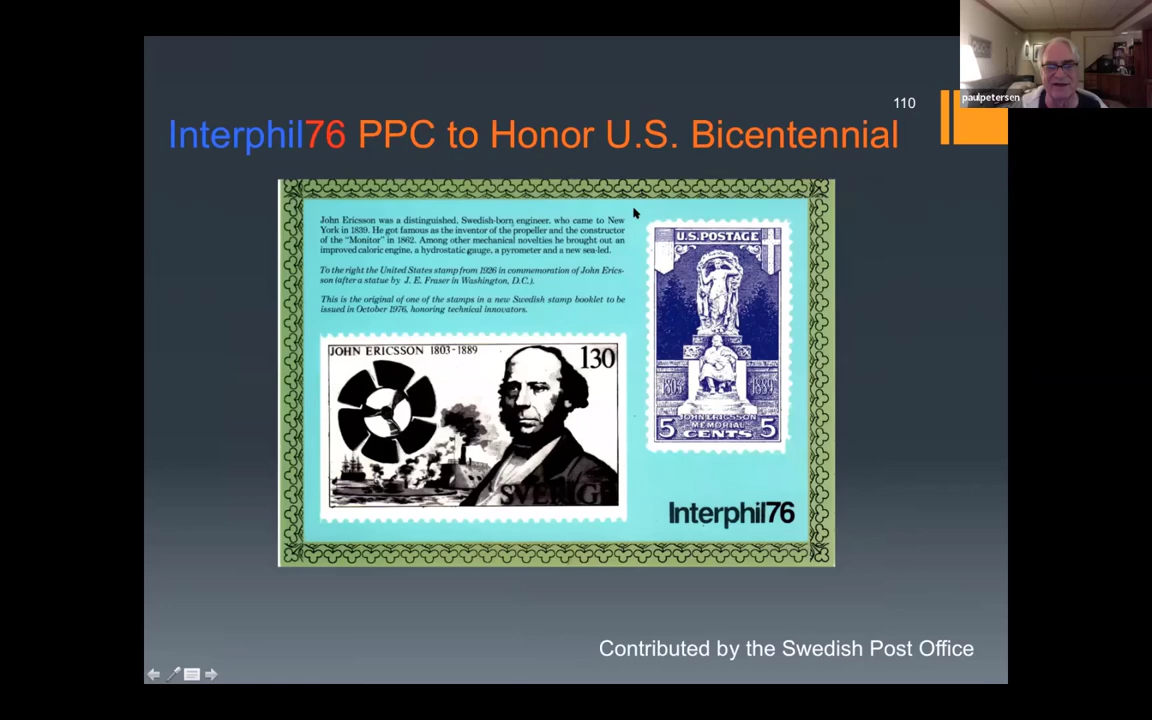 paulpetersen
110
Interphil76 PPC to Honor U.S. Bicentennial
John Ericsson was a distinguished, Swedish-born engineer, who came to New
York in 1839. He got famous as the inventor of the propeller and the constructor
of the "Monitor" in 1862. Among other mechanical novelties he brought out an
improved caloric engine, a hydrostatic gauge, a pyrometer and a new sea-led.
To the right the United States stamp from 1926 in commemoration of John Erics-
son (after a statue by J. E. Fraser in Washington, D.C.).
This is the original of one of the stamps in a new Swedish stamp booklet to be
issued in October 1976, honoring technical innovators.
U.S. POSTAGE
1803 1889
JOHN ERICSSON
MEMORIAL
5 CENTS 5
JOHN ERICSSON 1803-1889
130
SVERIGE
Interphil76
Contributed by the Swedish Post Office